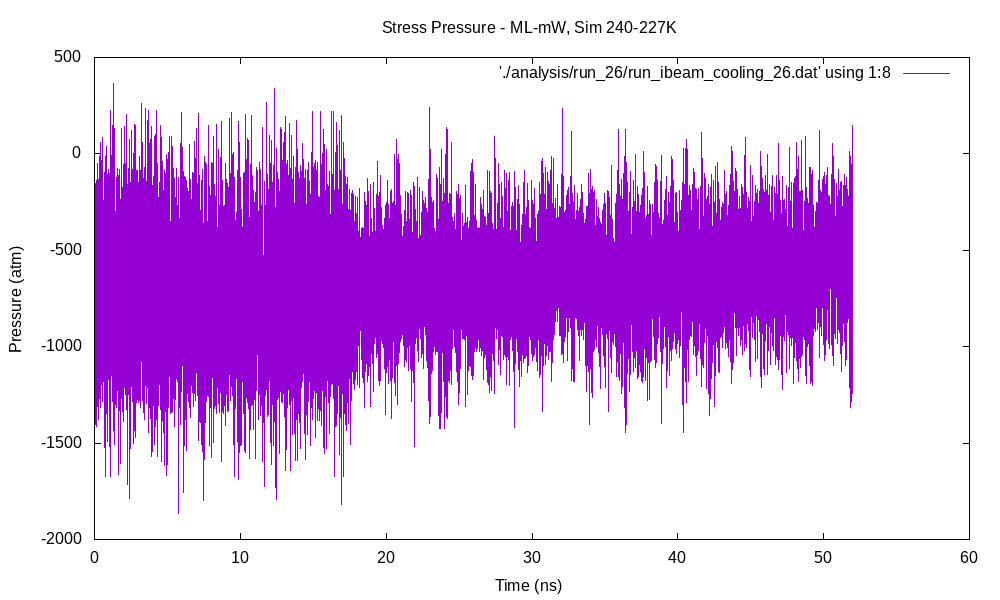 Stress Pressure - ML-mW, Sim 240-227K
'./analysis/run_26/run_ibeam_cooling_26.dat' using 1:8
500
0
-500
-1000
-1500
-2000
Pressure (atm)
0 10 20 30 40 50 60
Time (ns)